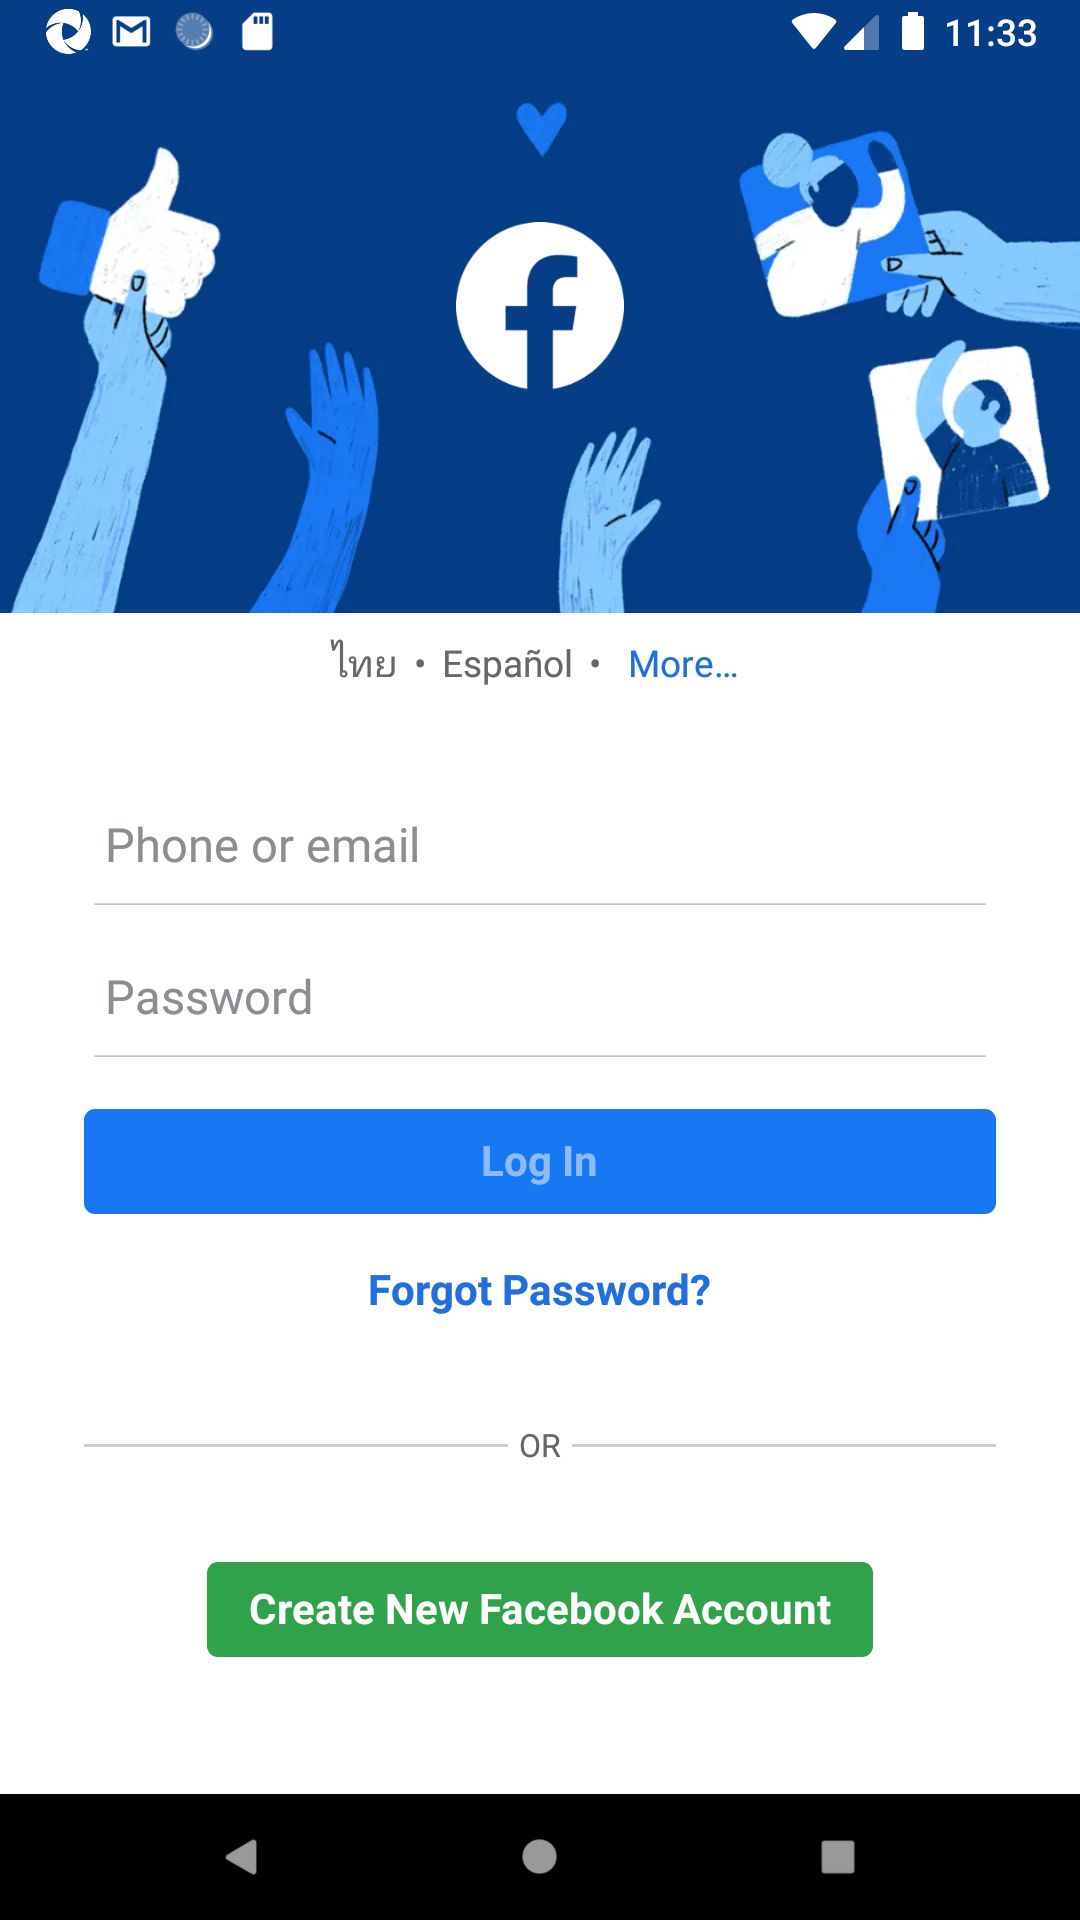 11:33
ไทย • Español • More...
Phone or email
Password
Log In
Forgot Password?
OR
Create New Facebook Account